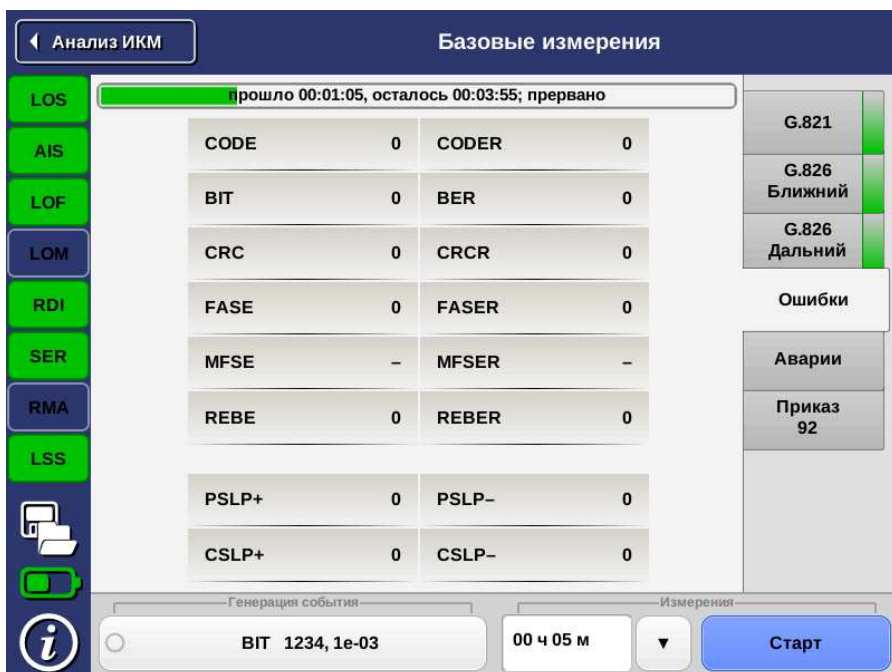 Анализ ИКМ
Базовые измерения
прошло 00:01:05, осталось 00:03:55; прервано
LOS
AIS
LOF
LOM
RDI
SER
RMA
LSS
CODE 0 CODER 0
BIT 0 BER 0
CRC 0 CRCR 0
FASE 0 FASER 0
MFSE – MFSER –
REBE 0 REBER 0
PSLP+ 0 PSLP– 0
CSLP+ 0 CSLP– 0
G.821
G.826
Ближний
G.826
Дальний
Ошибки
Аварии
Приказ
92
Генерация события
Измерения
i
BIT 1234, 1e-03
00 ч 05 м
▼
Старт